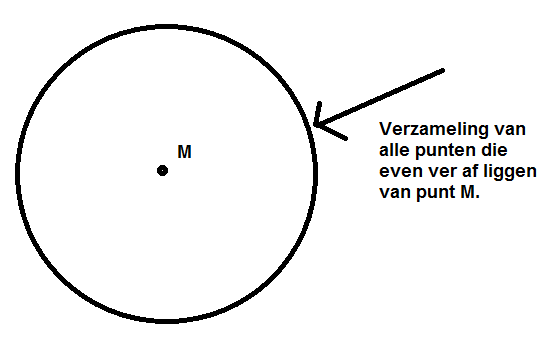 M
Verzameling van
alle punten die
even ver af liggen
van punt M.